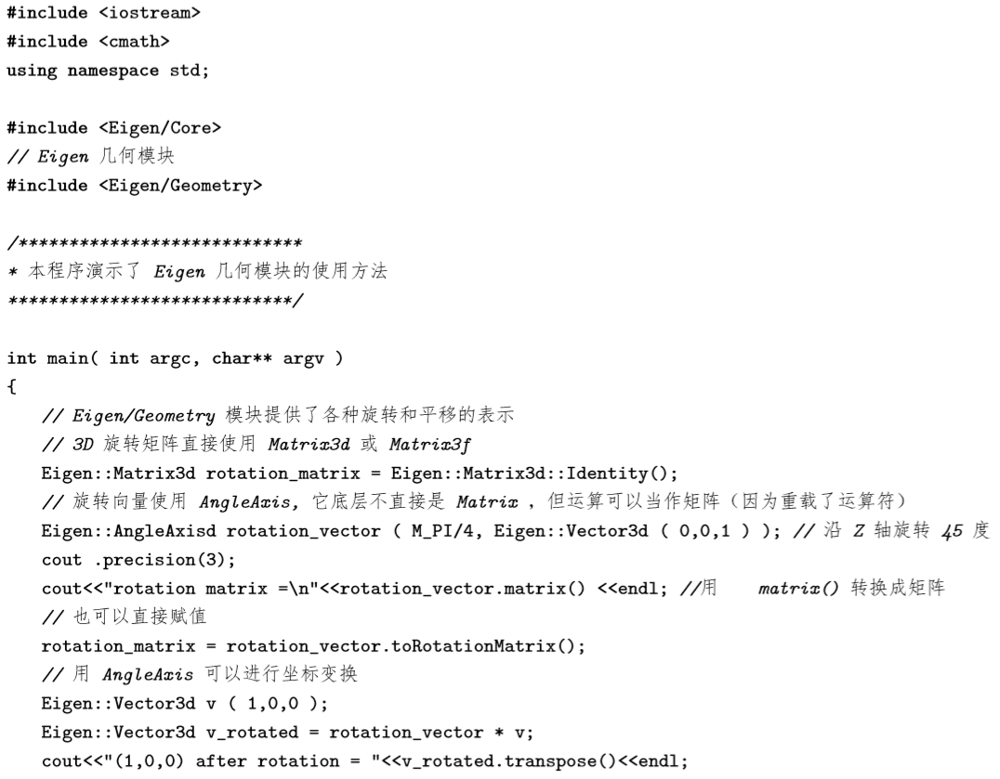 #include <iostream>
#include <cmath>
using namespace std;

#include <Eigen/Core>
// Eigen 几何模块
#include <Eigen/Geometry>

/****************************
* 本程序演示了 Eigen 几何模块的使用方法
****************************/

int main( int argc, char** argv )
{
    // Eigen/Geometry 模块提供了各种旋转和平移的表示
    // 3D 旋转矩阵直接使用 Matrix3d 或 Matrix3f
    Eigen::Matrix3d rotation_matrix = Eigen::Matrix3d::Identity();
    // 旋转向量使用 AngleAxis, 它底层不直接是 Matrix ，但运算可以当作矩阵（因为重载了运算符）
    Eigen::AngleAxisd rotation_vector ( M_PI/4, Eigen::Vector3d ( 0,0,1 ) ); // 沿 Z 轴旋转 45 度
    cout .precision(3);
    cout<<"rotation matrix =\n"<<rotation_vector.matrix() <<endl; //用    matrix() 转换成矩阵
    // 也可以直接赋值
    rotation_matrix = rotation_vector.toRotationMatrix();
    // 用 AngleAxis 可以进行坐标变换
    Eigen::Vector3d v ( 1,0,0 );
    Eigen::Vector3d v_rotated = rotation_vector * v;
    cout<<"(1,0,0) after rotation = "<<v_rotated.transpose()<<endl;